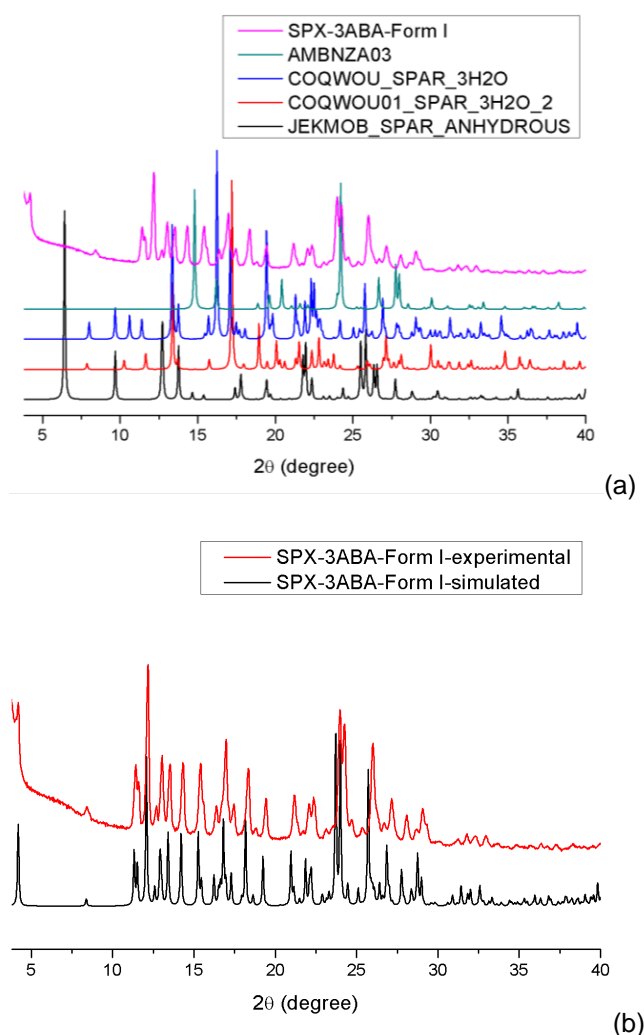 SPX-3ABA-Form I
AMBNZA03
COQWOU_SPAR_3H2O
COQWOU01_SPAR_3H2O_2
JEKMOB_SPAR_ANHYDROUS
5 10 15 20 25 30 35 40
2θ (degree)
(a)
SPX-3ABA-Form I-experimental
SPX-3ABA-Form I-simulated
5 10 15 20 25 30 35 40
2θ (degree)
(b)